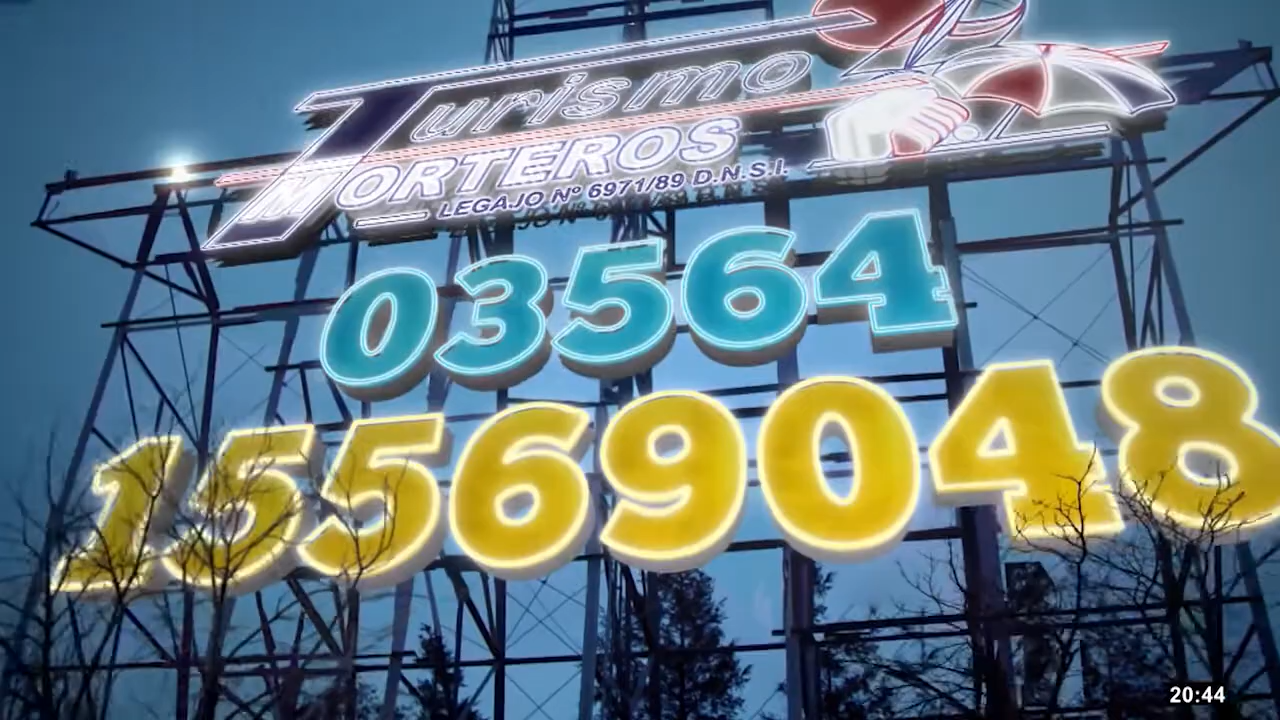 Turismo
MORTEROS
LEGAJO Nº 6971/89 D.N.S.I.
03564
15569048
20:44